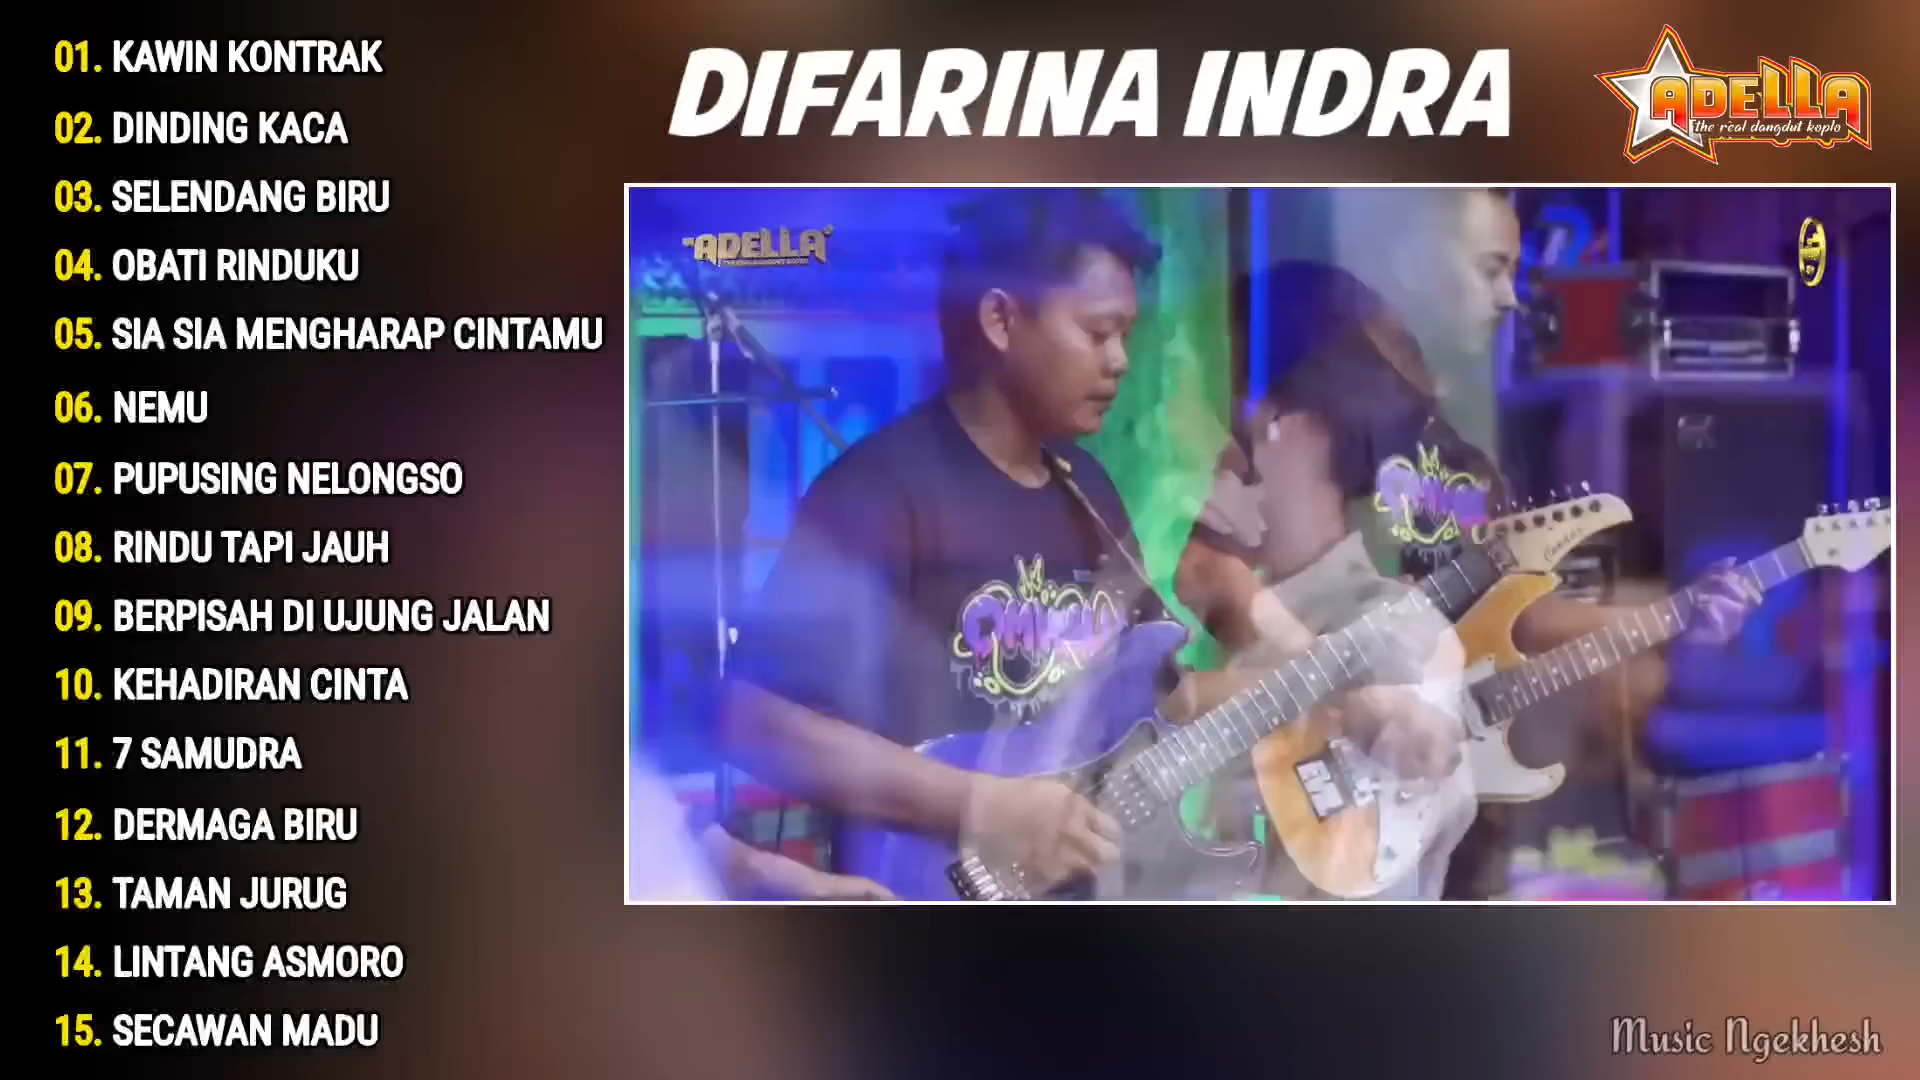 01. KAWIN KONTRAK
02. DINDING KACA
03. SELENDANG BIRU
04. OBATI RINDUKU
05. SIA SIA MENGHARAP CINTAMU
06. NEMU
07. PUPUSING NELONGSO
08. RINDU TAPI JAUH
09. BERPISAH DI UJUNG JALAN
10. KEHADIRAN CINTA
11. 7 SAMUDRA
12. DERMAGA BIRU
13. TAMAN JURUG
14. LINTANG ASMORO
15. SECAWAN MADU
DIFARINA INDRA
ADELLA
the real dangdut koplo
ADELLA
Music Ngekhesh